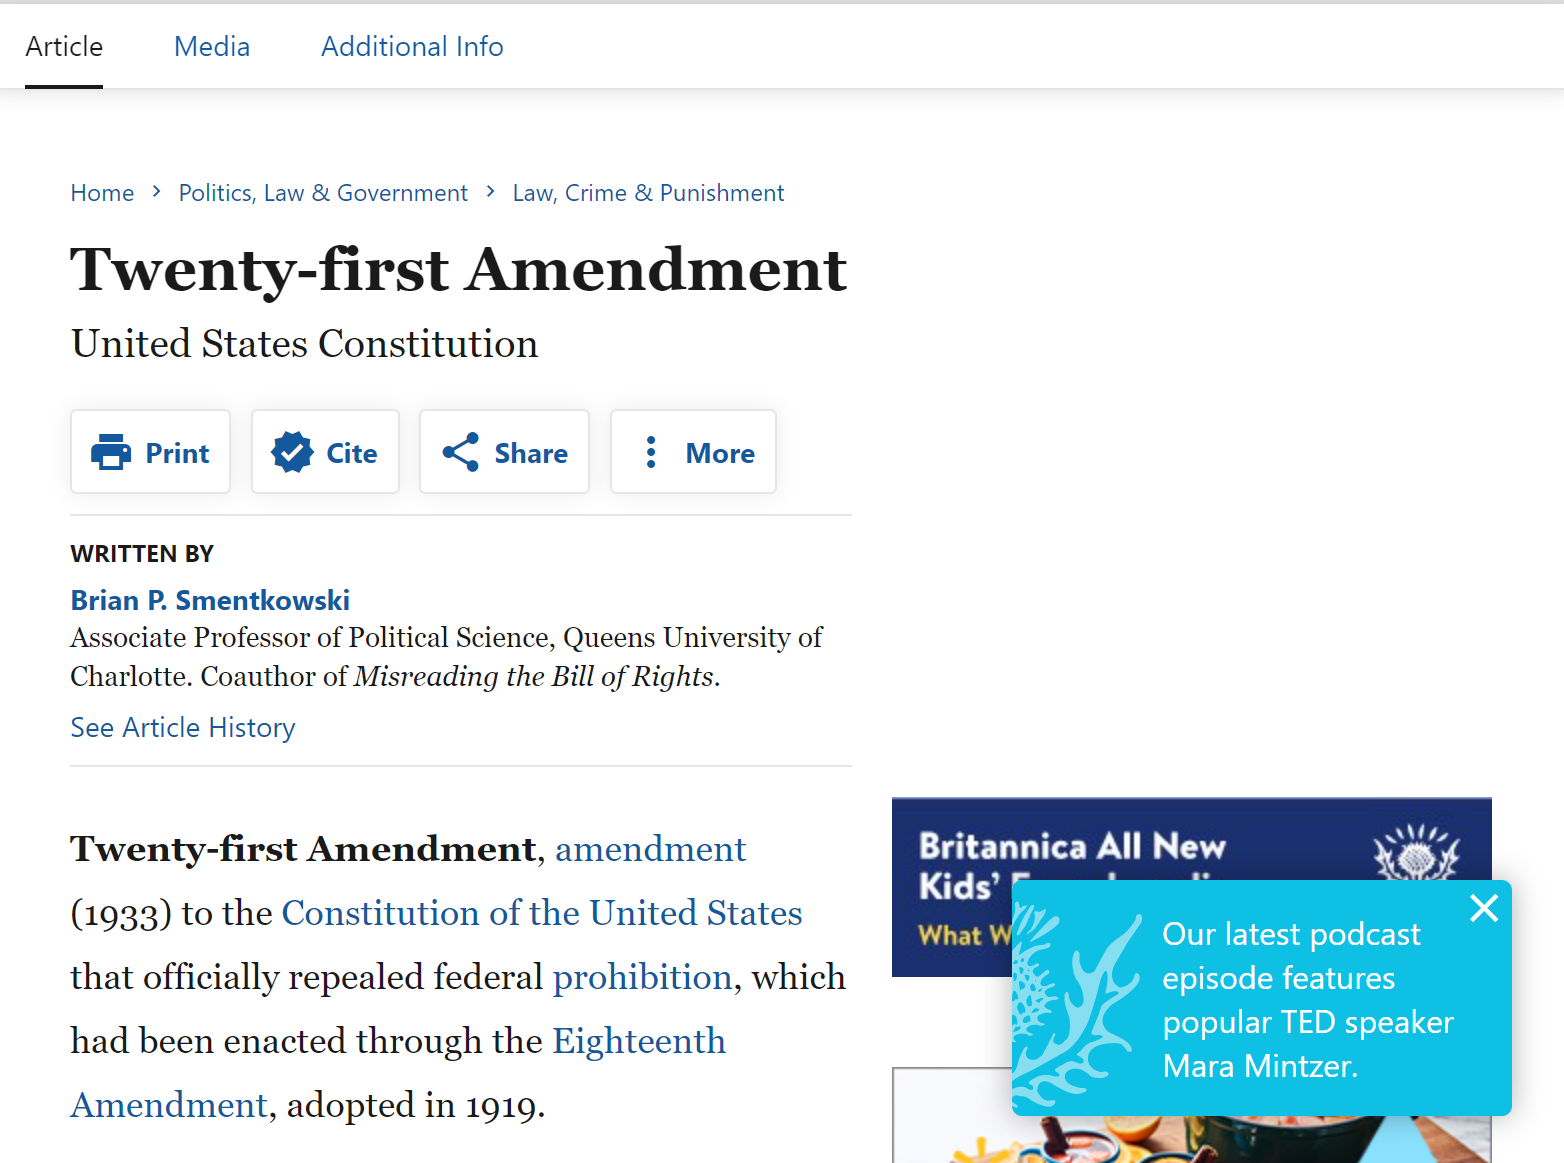 Article Media Additional Info
Home > Politics, Law & Government > Law, Crime & Punishment
Twenty-first Amendment
United States Constitution
Print Cite Share More
WRITTEN BY
Brian P. Smentkowski
Associate Professor of Political Science, Queens University of
Charlotte. Coauthor of Misreading the Bill of Rights.
See Article History
Twenty-first Amendment, amendment
(1933) to the Constitution of the United States
that officially repealed federal prohibition, which
had been enacted through the Eighteenth
Amendment, adopted in 1919.
Britannica All New
Kids'
What
Our latest podcast
episode features
popular TED speaker
Mara Mintzer.